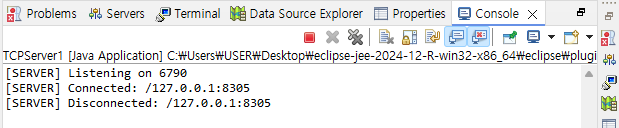 Problems Servers Terminal Data Source Explorer Properties Console
TCPServer1 [Java Application] C:₩Users₩USER₩Desktop₩eclipse-jee-2024-12-R-win32-x86_64₩eclipse₩plugi
[SERVER] Listening on 6790
[SERVER] Connected: /127.0.0.1:8305
[SERVER] Disconnected: /127.0.0.1:8305